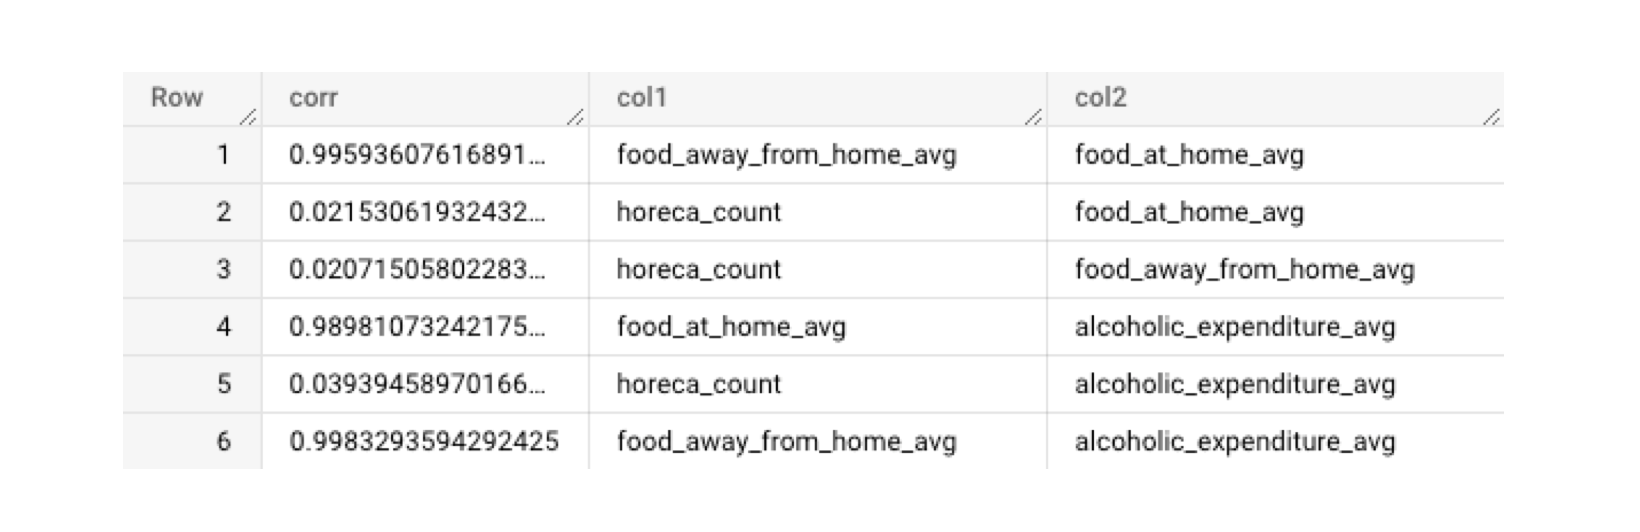 Row corr col1 col2
1 0.99593607616891... food_away_from_home_avg food_at_home_avg
2 0.02153061932432... horeca_count food_at_home_avg
3 0.02071505802283... horeca_count food_away_from_home_avg
4 0.98981073242175... food_at_home_avg alcoholic_expenditure_avg
5 0.03939458970166... horeca_count alcoholic_expenditure_avg
6 0.9983293594292425 food_away_from_home_avg alcoholic_expenditure_avg